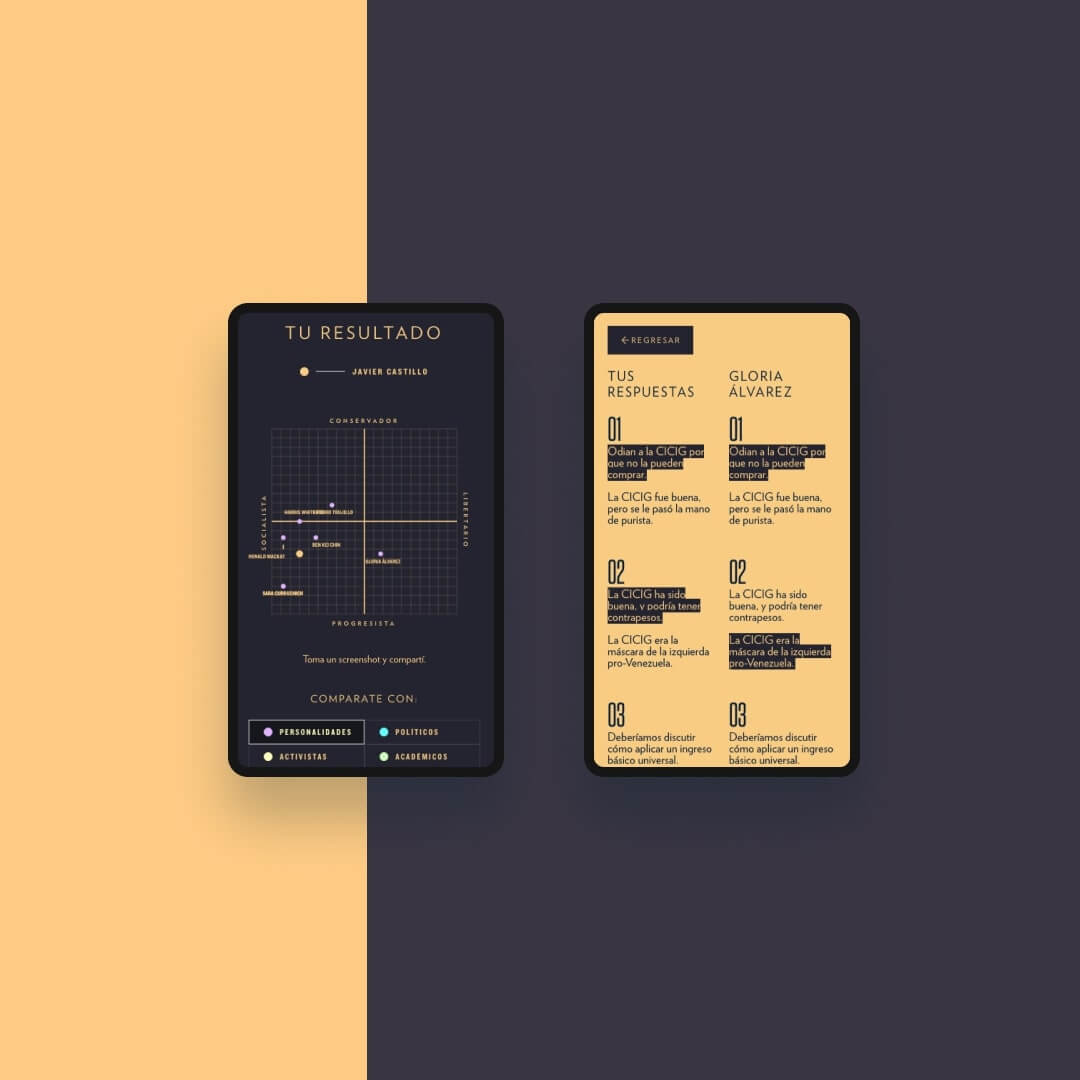 TU RESULTADO
JAVIER CASTILLO
CONSERVADOR
SOCIALISTA
LIBERTARIO
BEN KEI CHIN
RONALD MACKAY
GLORIA ÁLVAREZ
PROGRESISTA
Toma un screenshot y compartí.
COMPARATE CON:
PERSONALIDADES
POLÍTICOS
ACTIVISTAS
ACADÉMICOS
← REGRESAR
TUS
RESPUESTAS
01
Odian a la CICIG por
que no la pueden
comprar.
La CICIG fue buena,
pero se le pasó la mano
de purista.
02
La CICIG ha sido
buena, y podría tener
contrapesos.
La CICIG era la
máscara de la izquierda
pro-Venezuela.
03
Deberíamos discutir
cómo aplicar un ingreso
básico universal.
GLORIA
ÁLVAREZ
01
Odian a la CICIG por
que no la pueden
comprar.
La CICIG fue buena,
pero se le pasó la mano
de purista.
02
La CICIG ha sido
buena, y podría tener
contrapesos.
La CICIG era la
máscara de la izquierda
pro-Venezuela.
03
Deberíamos discutir
cómo aplicar un ingreso
básico universal.